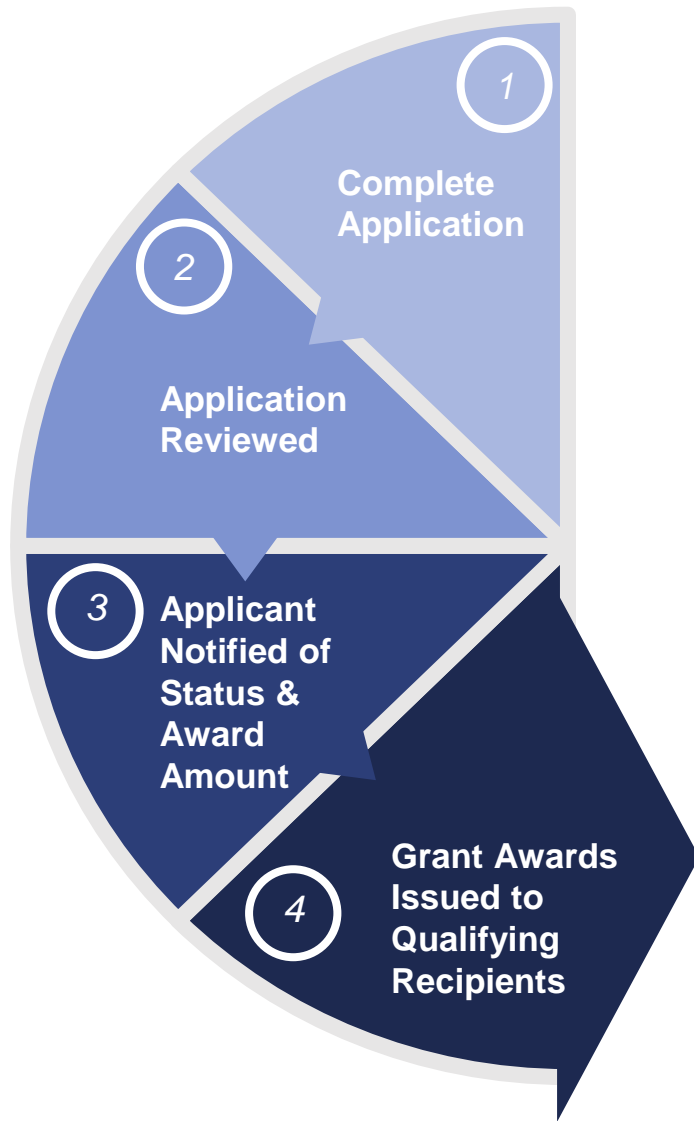 1
Complete
Application
2
Application
Reviewed
3
Applicant
Notified of
Status &
Award
Amount
4
Grant Awards
Issued to
Qualifying
Recipients